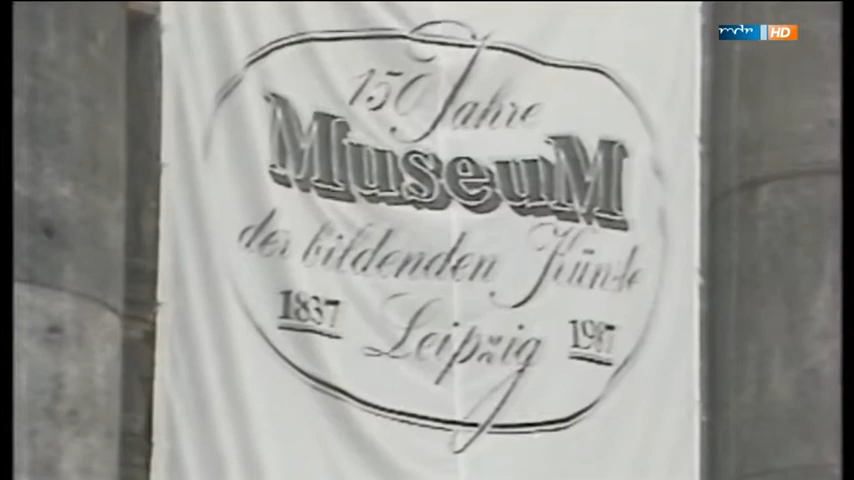 mdr HD
150 Jahre
MuseuM
der bildenden Künste
1837 Leipzig 1987